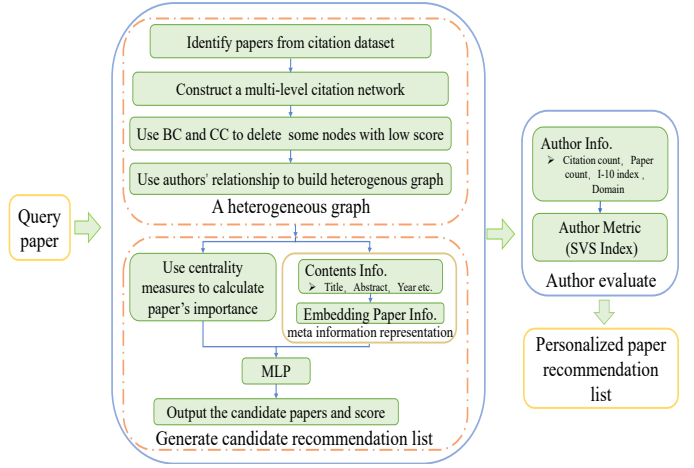 Query
paper
Identify papers from citation dataset
Construct a multi-level citation network
Use BC and CC to delete some nodes with low score
Use authors' relationship to build heterogenous graph
A heterogeneous graph
Use centrality
measures to calculate
paper's importance
Contents Info.
➢ Title、Abstract、Year etc.
Embedding Paper Info.
meta information representation
MLP
Output the candidate papers and score
Generate candidate recommendation list
Author Info.
➢ Citation count、Paper
count、I-10 index、
Domain
Author Metric
(SVS Index)
Author evaluate
Personalized paper
recommendation
list